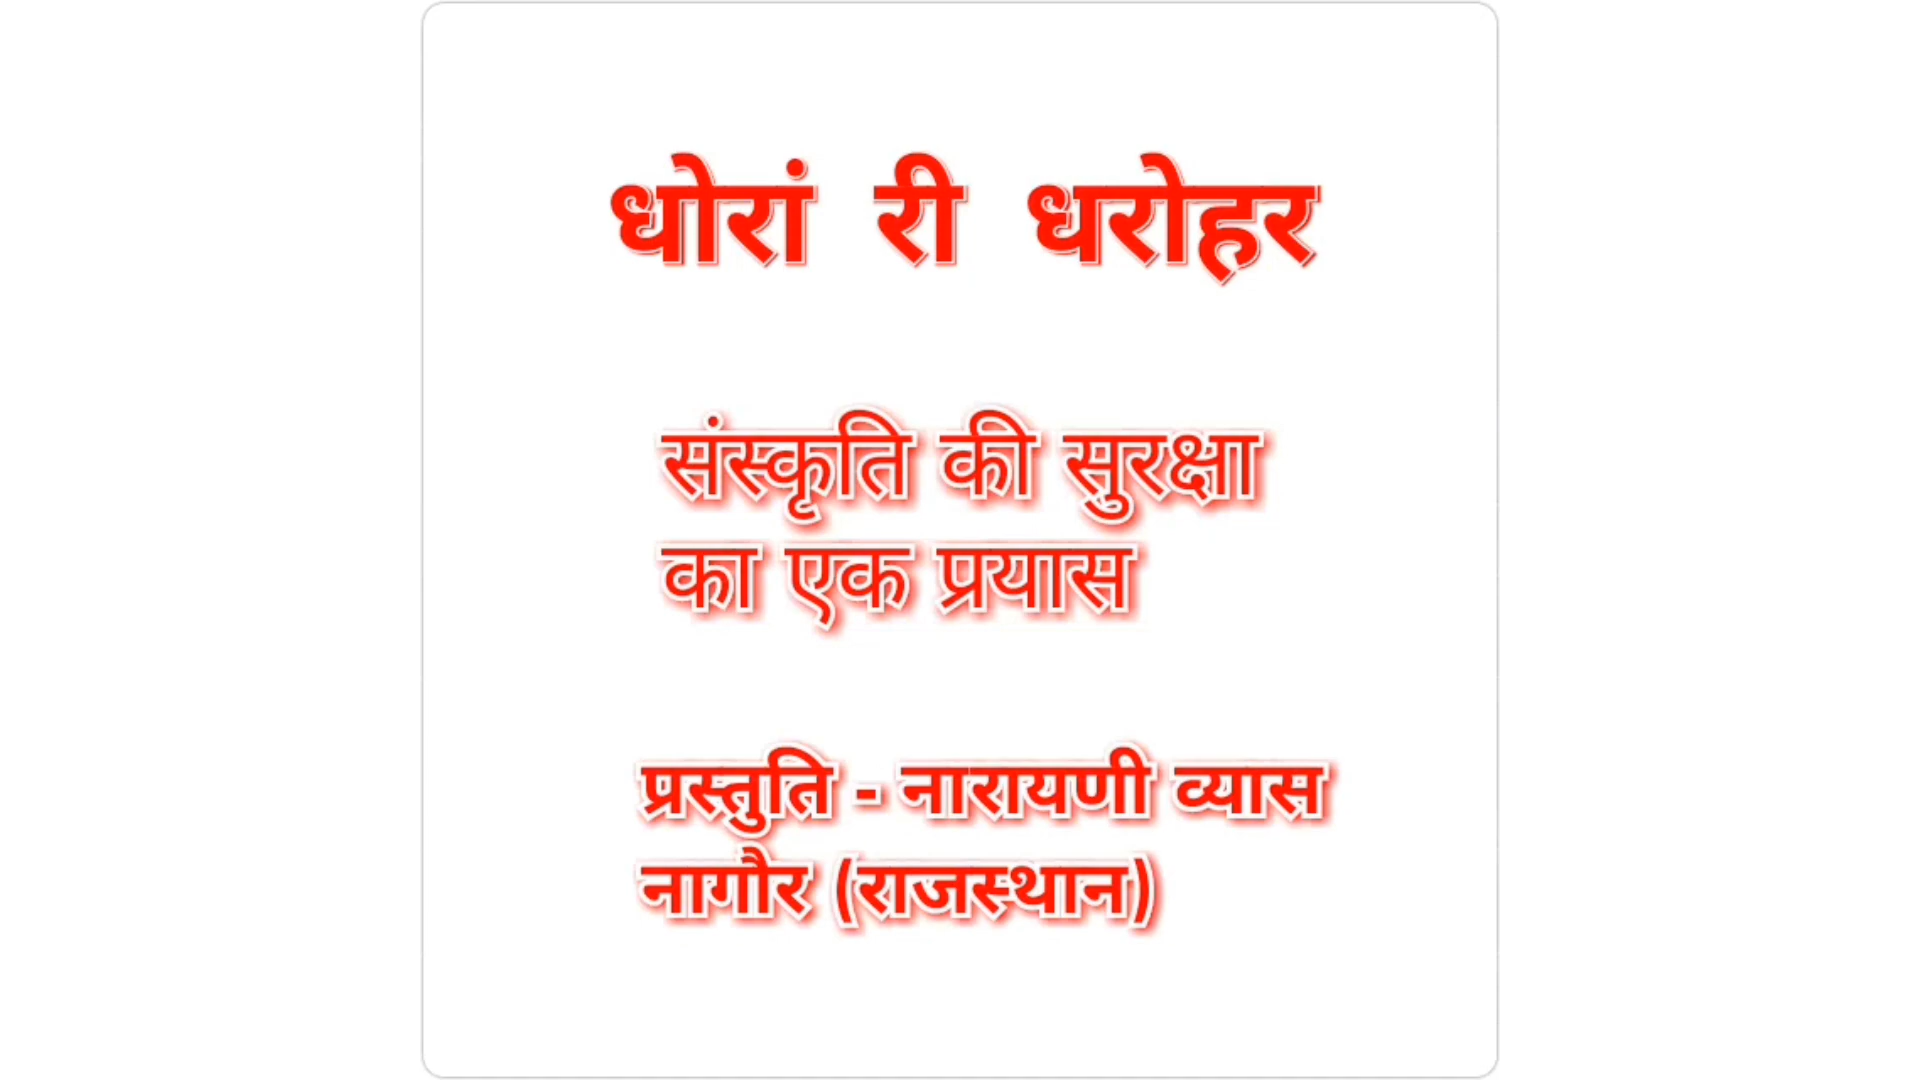 धोरां री धरोहर
संस्कृति की सुरक्षा
का एक प्रयास
प्रस्तुति - नारायणी व्यास
नागौर (राजस्थान)